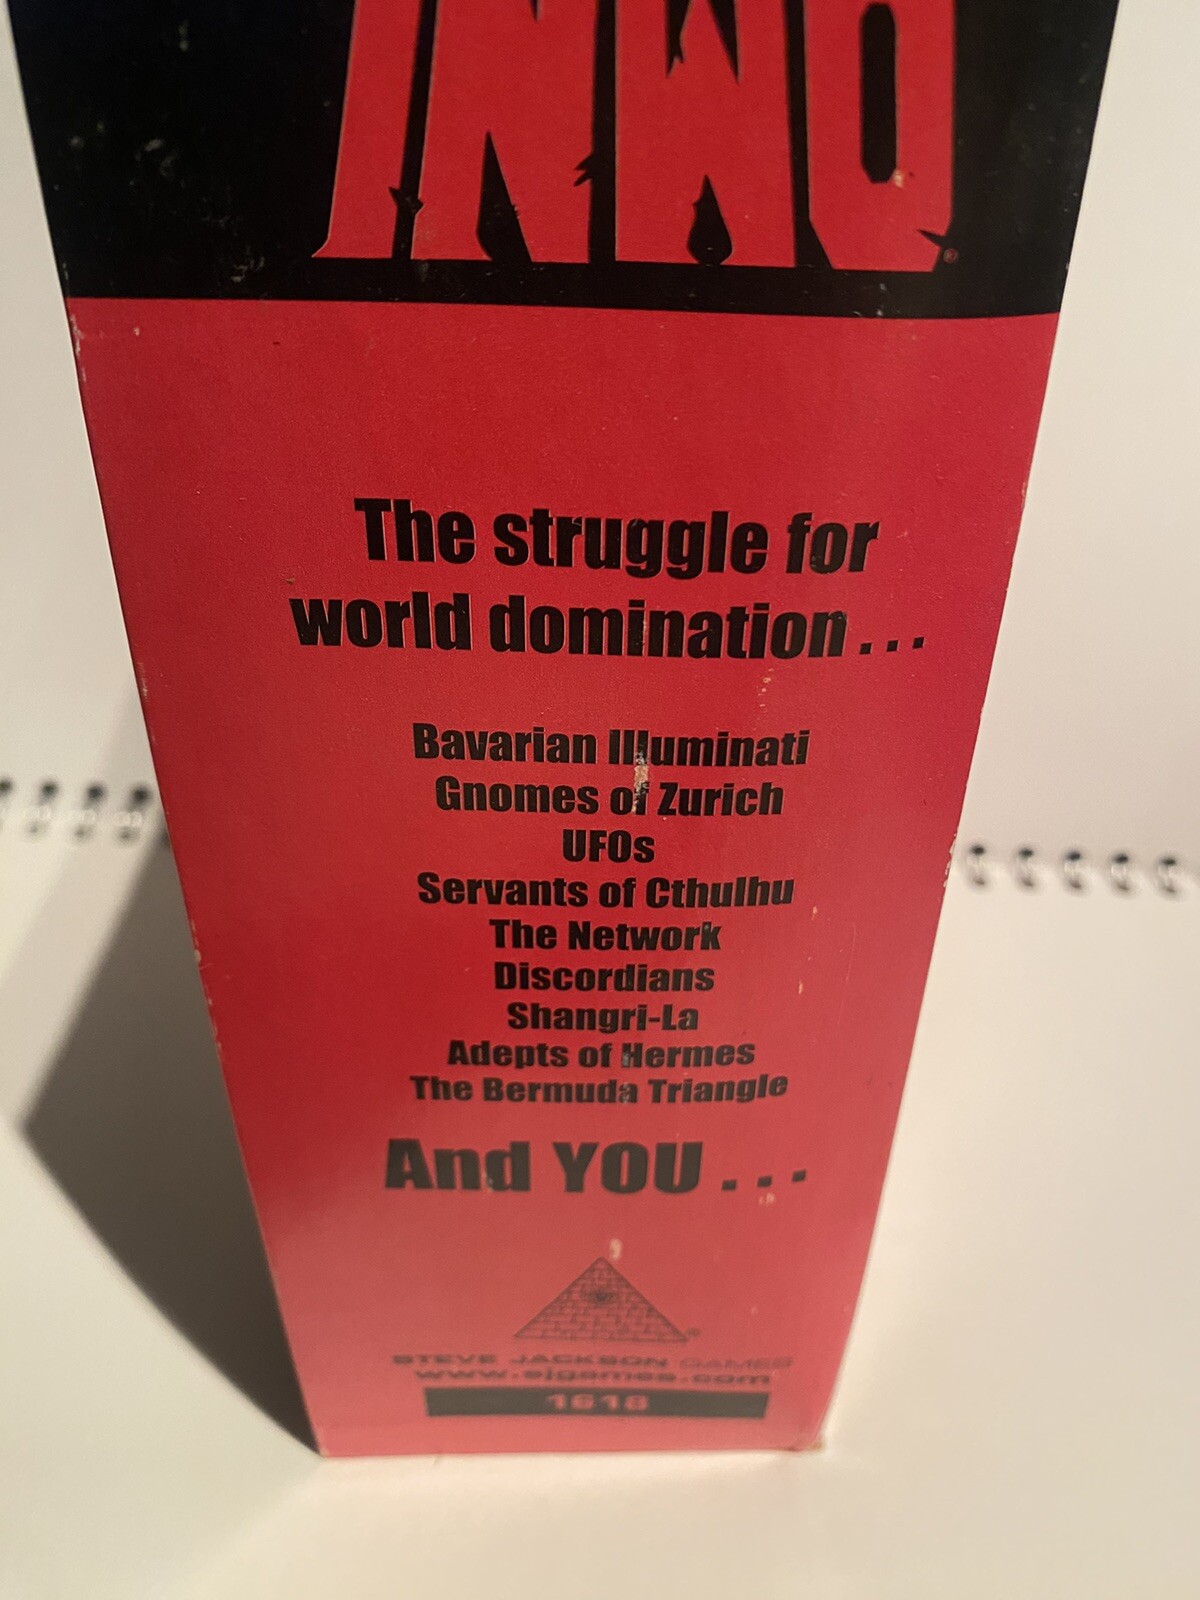 INWO®
The struggle for
world domination...
Bavarian Illuminati
Gnomes of Zurich
UFOs
Servants of Cthulhu
The Network
Discordians
Shangri-La
Adepts of Hermes
The Bermuda Triangle
And YOU...
STEVE JACKSON GAMES
www.sjgames.com
1618